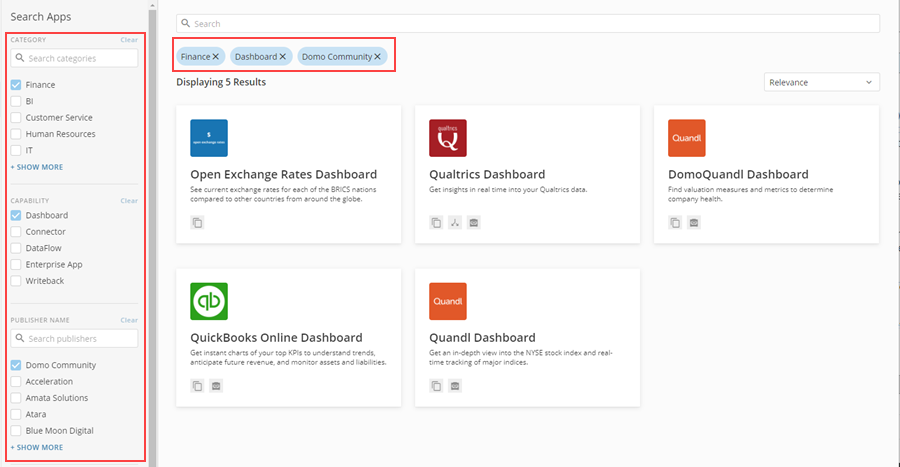 Search Apps
CATEGORY Clear
Search categories
Finance
BI
Customer Service
Human Resources
IT
+ SHOW MORE
CAPABILITY Clear
Dashboard
Connector
DataFlow
Enterprise App
Writeback
PUBLISHER NAME Clear
Search publishers
Domo Community
Acceleration
Amata Solutions
Atara
Blue Moon Digital
+ SHOW MORE
Search
Finance ✕ Dashboard ✕ Domo Community ✕
Displaying 5 Results
Relevance
$
open exchange rates
Open Exchange Rates Dashboard
See current exchange rates for each of the BRICS nations
compared to other countries from around the globe.
qualtrics
Q
Qualtrics Dashboard
Get insights in real time into your Qualtrics data.
Quandl
DomoQuandl Dashboard
Find valuation measures and metrics to determine
company health.
qb
QuickBooks Online Dashboard
Get instant charts of your top KPIs to understand trends,
anticipate future revenue, and monitor assets and liabilities.
Quandl
Quandl Dashboard
Get an in-depth view into the NYSE stock index and real-
time tracking of major indices.